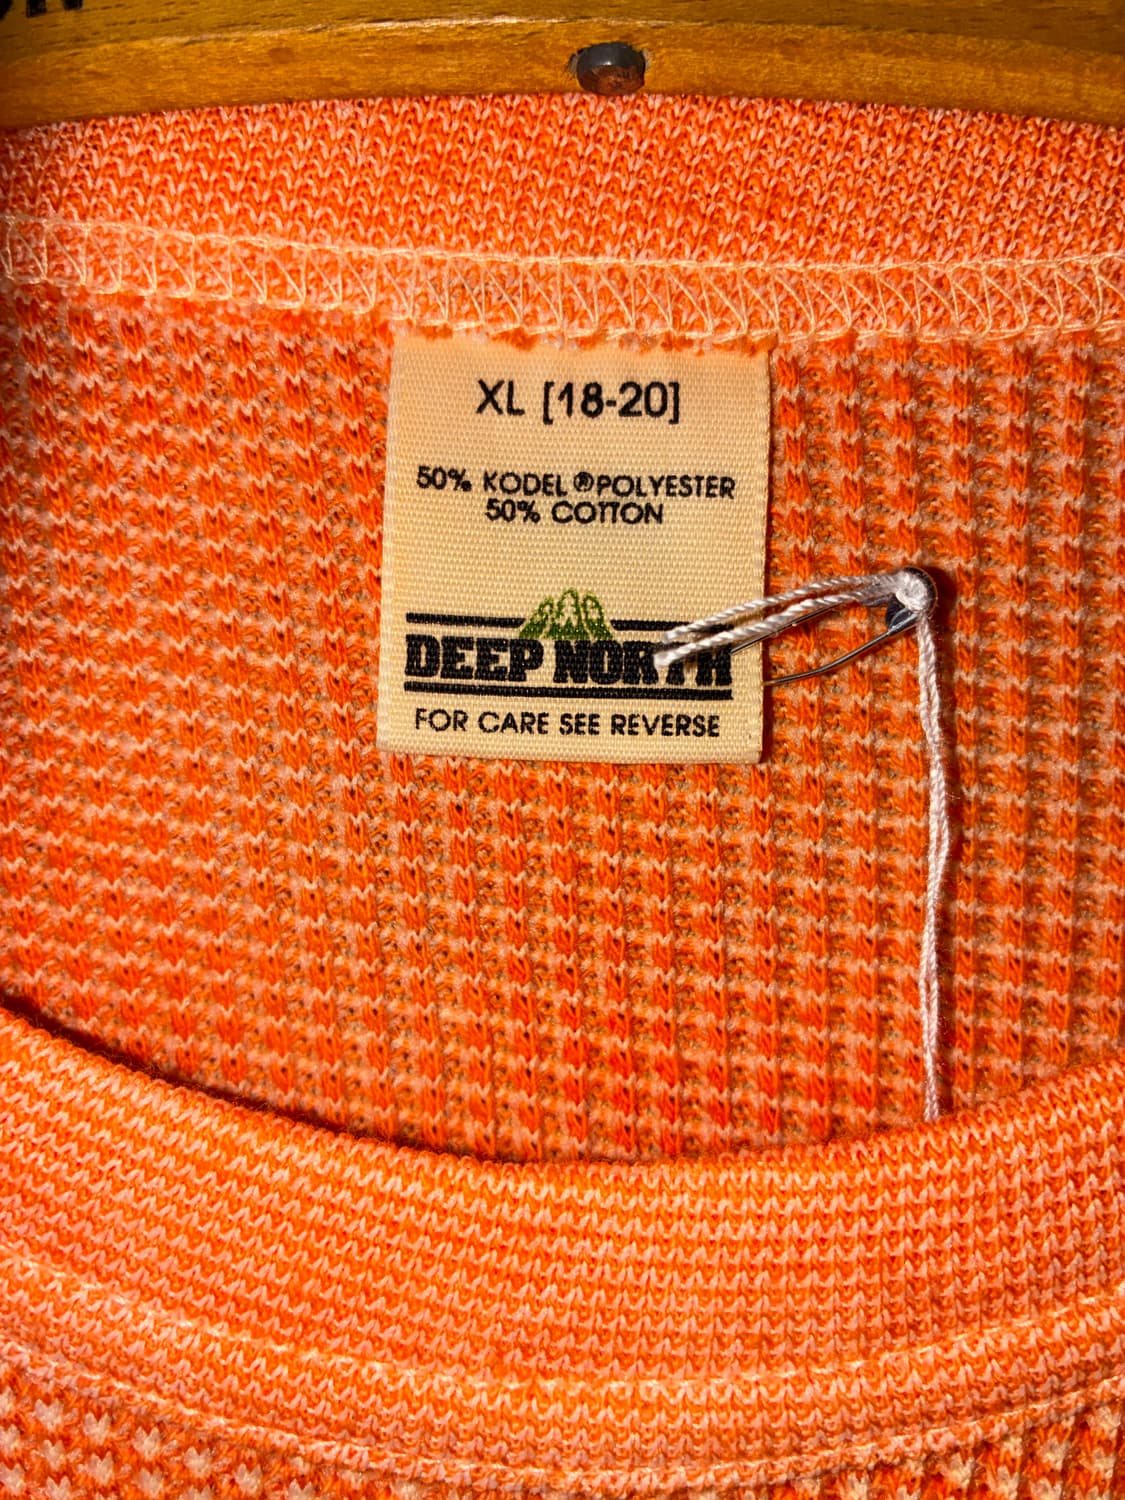 XL [18-20]
50% KODEL®POLYESTER
50% COTTON
DEEP NORTH
FOR CARE SEE REVERSE